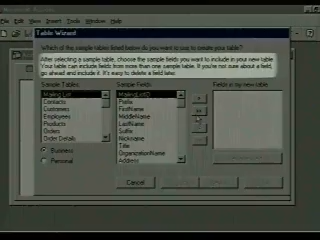 Table Wizard
Which of the sample tables listed below do you want to use to create your table?
After selecting a sample table, choose the sample fields you want to include in your new table.
Your table can include fields from more than one sample table. If you're not sure about a field,
go ahead and include it. It's easy to delete a field later.
Sample Tables:
Sample Fields:
Fields in my new table:
Mailing List
Contacts
Customers
Employees
Products
Orders
Order Details
MailingListID
Prefix
FirstName
MiddleName
LastName
Suffix
Nickname
Title
OrganizationName
Address
>
>>
<
Business
Personal
Cancel